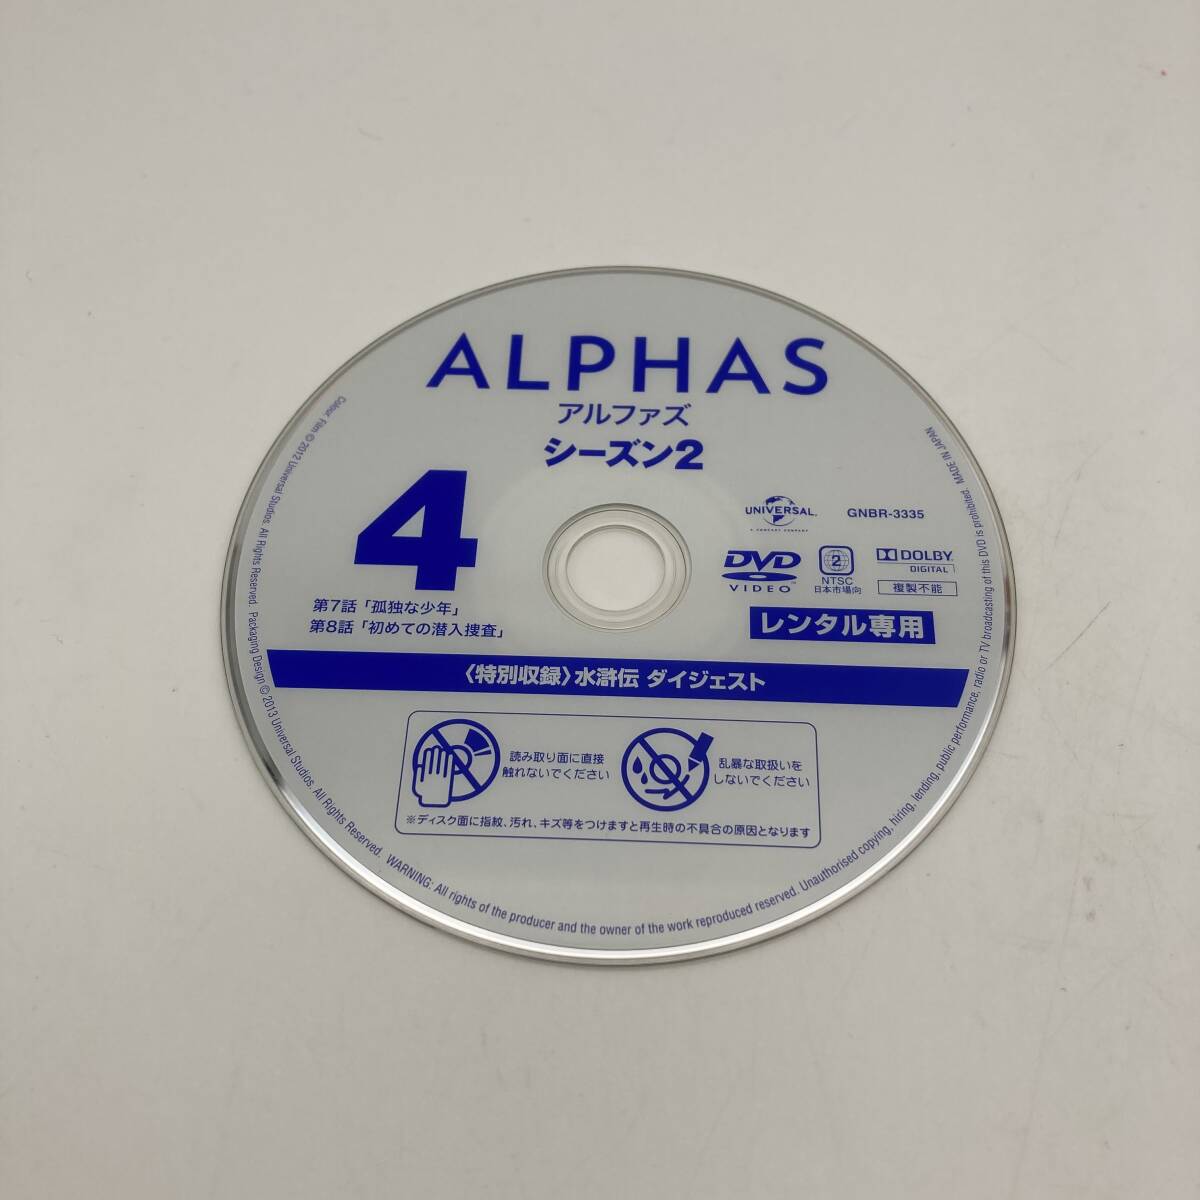 ALPHAS
アルファズ
シーズン2
4
第7話「孤独な少年」
第8話「初めての潜入捜査」
UNIVERSAL
A COMCAST COMPANY
GNBR-3335
DVD
VIDEO
2
NTSC
日本市場向
DOLBY
DIGITAL
複製不能
レンタル専用
〈特別収録〉水滸伝 ダイジェスト
読み取り面に直接
触れないでください
乱暴な取扱いを
しないでください
※ディスク面に指紋、汚れ、キズ等をつけますと再生時の不具合の原因となります
Colour. Film © 2012 Universal Studios. All Rights Reserved. Packaging Design © 2013 Universal Studios. All Rights Reserved. WARNING: All rights of the producer and the owner of the work reproduced reserved. Unauthorised copying, hiring, lending, public performance, radio or TV broadcasting of this DVD is prohibited. MADE IN JAPAN